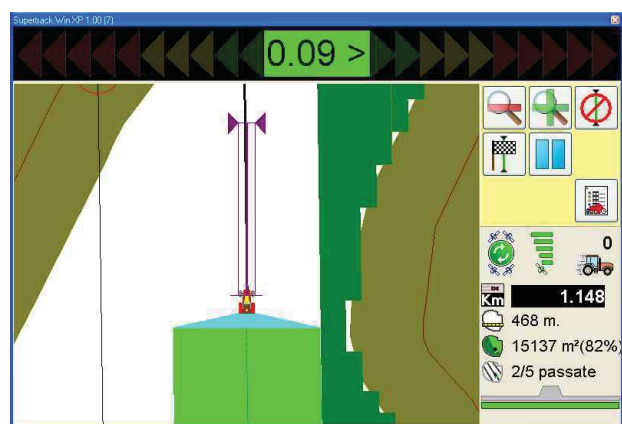 Supertrack Win XP 1.00 (7)
0.09 >
0
Km 1.148
468 m.
15137 m²(82%)
2/5 passate